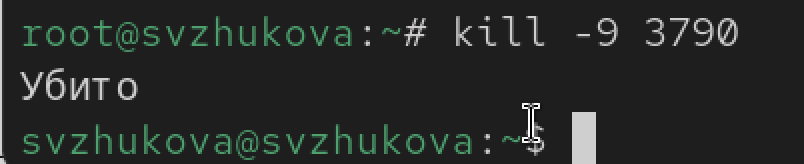 root@svzhukova:~# kill -9 3790
Убито
svzhukova@svzhukova:~$